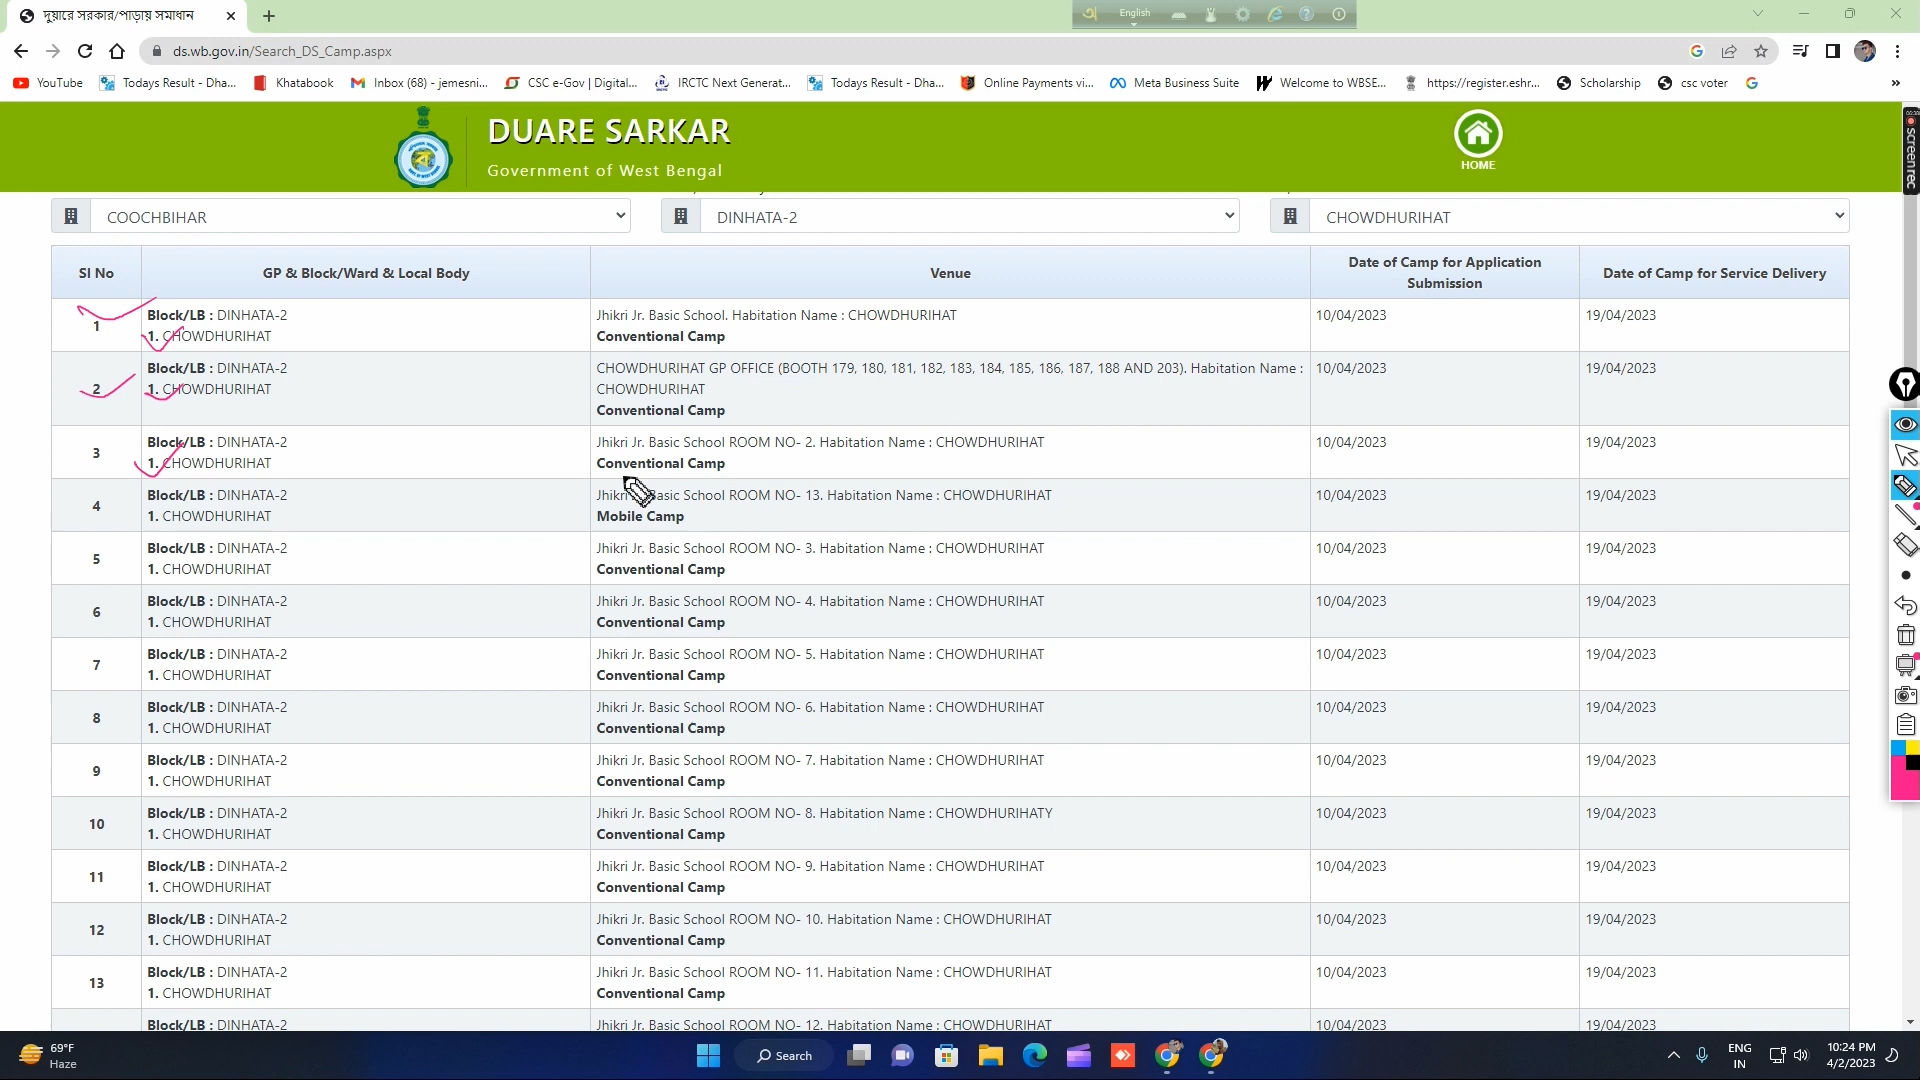 দুয়ারে সরকার/পাড়ায় সমাধান
English
ds.wb.gov.in/Search_DS_Camp.aspx
YouTube
Todays Result - Dha...
Khatabook
Inbox (68) - jemesni...
CSC e-Gov | Digital...
IRCTC Next Generat...
Todays Result - Dha...
Online Payments vi...
Meta Business Suite
Welcome to WBSE...
https://register.eshr...
Scholarship
csc voter
DUARE SARKAR
Government of West Bengal
HOME
screenrec
COOCHBIHAR
DINHATA-2
CHOWDHURIHAT
Sl No
GP & Block/Ward & Local Body
Venue
Date of Camp for Application
Submission
Date of Camp for Service Delivery
1
Block/LB : DINHATA-2
1. CHOWDHURIHAT
Jhikri Jr. Basic School. Habitation Name : CHOWDHURIHAT
Conventional Camp
10/04/2023
19/04/2023
2
Block/LB : DINHATA-2
1. CHOWDHURIHAT
CHOWDHURIHAT GP OFFICE (BOOTH 179, 180, 181, 182, 183, 184, 185, 186, 187, 188 AND 203). Habitation Name :
CHOWDHURIHAT
Conventional Camp
10/04/2023
19/04/2023
3
Block/LB : DINHATA-2
1. CHOWDHURIHAT
Jhikri Jr. Basic School ROOM NO- 2. Habitation Name : CHOWDHURIHAT
Conventional Camp
10/04/2023
19/04/2023
4
Block/LB : DINHATA-2
1. CHOWDHURIHAT
Jhikri Basic School ROOM NO- 13. Habitation Name : CHOWDHURIHAT
Mobile Camp
10/04/2023
19/04/2023
5
Block/LB : DINHATA-2
1. CHOWDHURIHAT
Jhikri Jr. Basic School ROOM NO- 3. Habitation Name : CHOWDHURIHAT
Conventional Camp
10/04/2023
19/04/2023
6
Block/LB : DINHATA-2
1. CHOWDHURIHAT
Jhikri Jr. Basic School ROOM NO- 4. Habitation Name : CHOWDHURIHAT
Conventional Camp
10/04/2023
19/04/2023
7
Block/LB : DINHATA-2
1. CHOWDHURIHAT
Jhikri Jr. Basic School ROOM NO- 5. Habitation Name : CHOWDHURIHAT
Conventional Camp
10/04/2023
19/04/2023
8
Block/LB : DINHATA-2
1. CHOWDHURIHAT
Jhikri Jr. Basic School ROOM NO- 6. Habitation Name : CHOWDHURIHAT
Conventional Camp
10/04/2023
19/04/2023
9
Block/LB : DINHATA-2
1. CHOWDHURIHAT
Jhikri Jr. Basic School ROOM NO- 7. Habitation Name : CHOWDHURIHAT
Conventional Camp
10/04/2023
19/04/2023
10
Block/LB : DINHATA-2
1. CHOWDHURIHAT
Jhikri Jr. Basic School ROOM NO- 8. Habitation Name : CHOWDHURIHATY
Conventional Camp
10/04/2023
19/04/2023
11
Block/LB : DINHATA-2
1. CHOWDHURIHAT
Jhikri Jr. Basic School ROOM NO- 9. Habitation Name : CHOWDHURIHAT
Conventional Camp
10/04/2023
19/04/2023
12
Block/LB : DINHATA-2
1. CHOWDHURIHAT
Jhikri Jr. Basic School ROOM NO- 10. Habitation Name : CHOWDHURIHAT
Conventional Camp
10/04/2023
19/04/2023
13
Block/LB : DINHATA-2
1. CHOWDHURIHAT
Jhikri Jr. Basic School ROOM NO- 11. Habitation Name : CHOWDHURIHAT
Conventional Camp
10/04/2023
19/04/2023
Block/LB : DINHATA-2
Jhikri Jr. Basic School ROOM NO- 12. Habitation Name : CHOWDHURIHAT
10/04/2023
19/04/2023
69°F
Haze
Search
ENG
IN
10:24 PM
4/2/2023